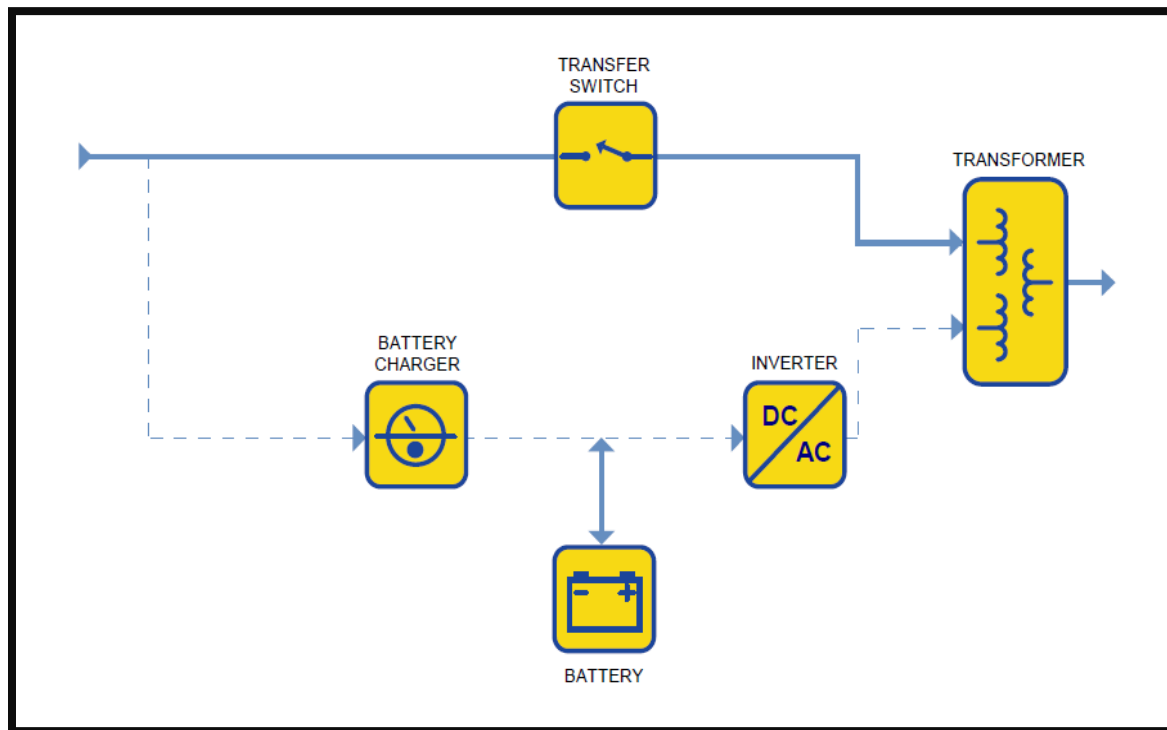 TRANSFER
SWITCH
TRANSFORMER
BATTERY
CHARGER
INVERTER
DC
AC
BATTERY